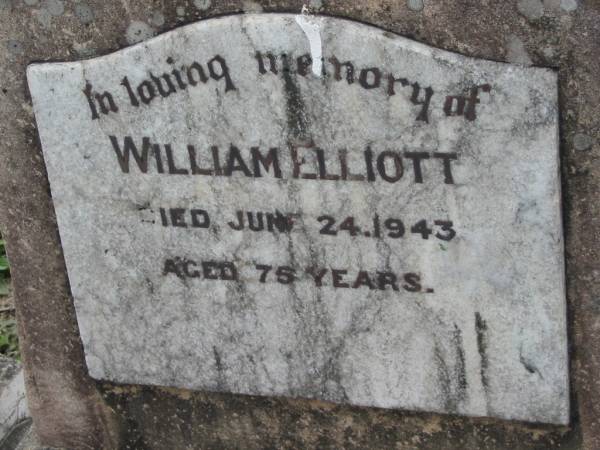 In loving memory of
WILLIAM ELLIOTT
DIED JUNE 24.1943
AGED 75 YEARS.